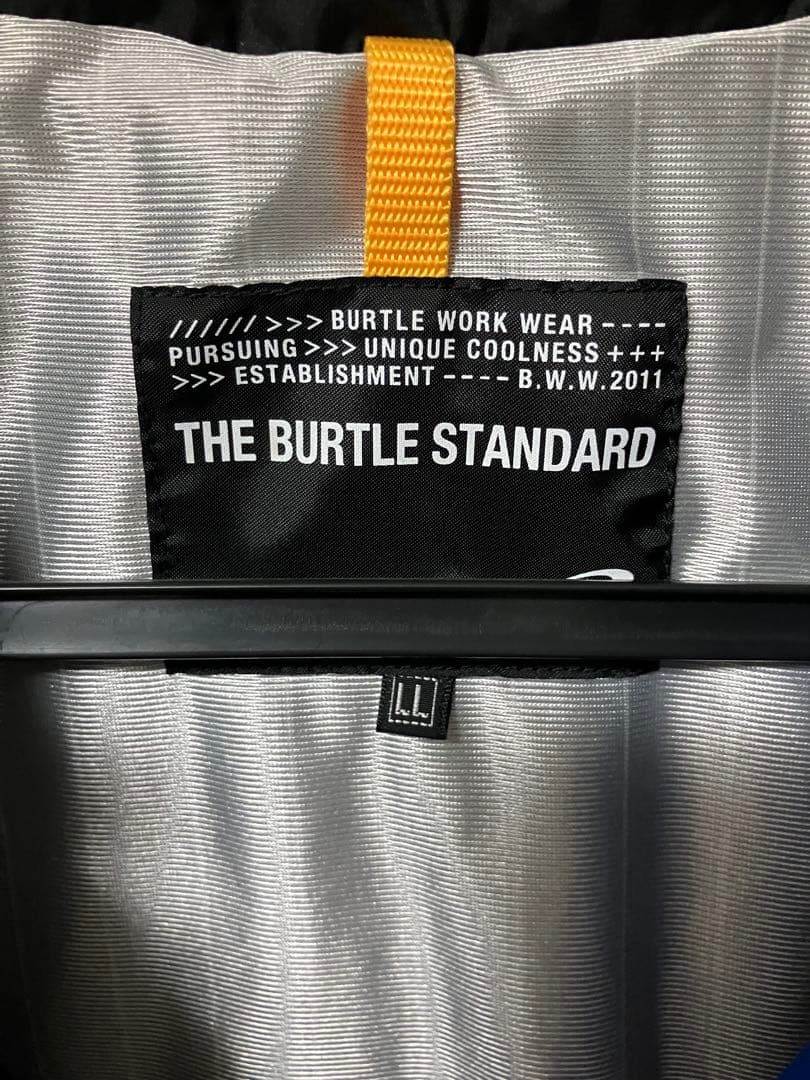 ////// >>> BURTLE WORK WEAR ----
PURSUING >>> UNIQUE COOLNESS +++
>>> ESTABLISHMENT ---- B.W.W.2011
THE BURTLE STANDARD
LL